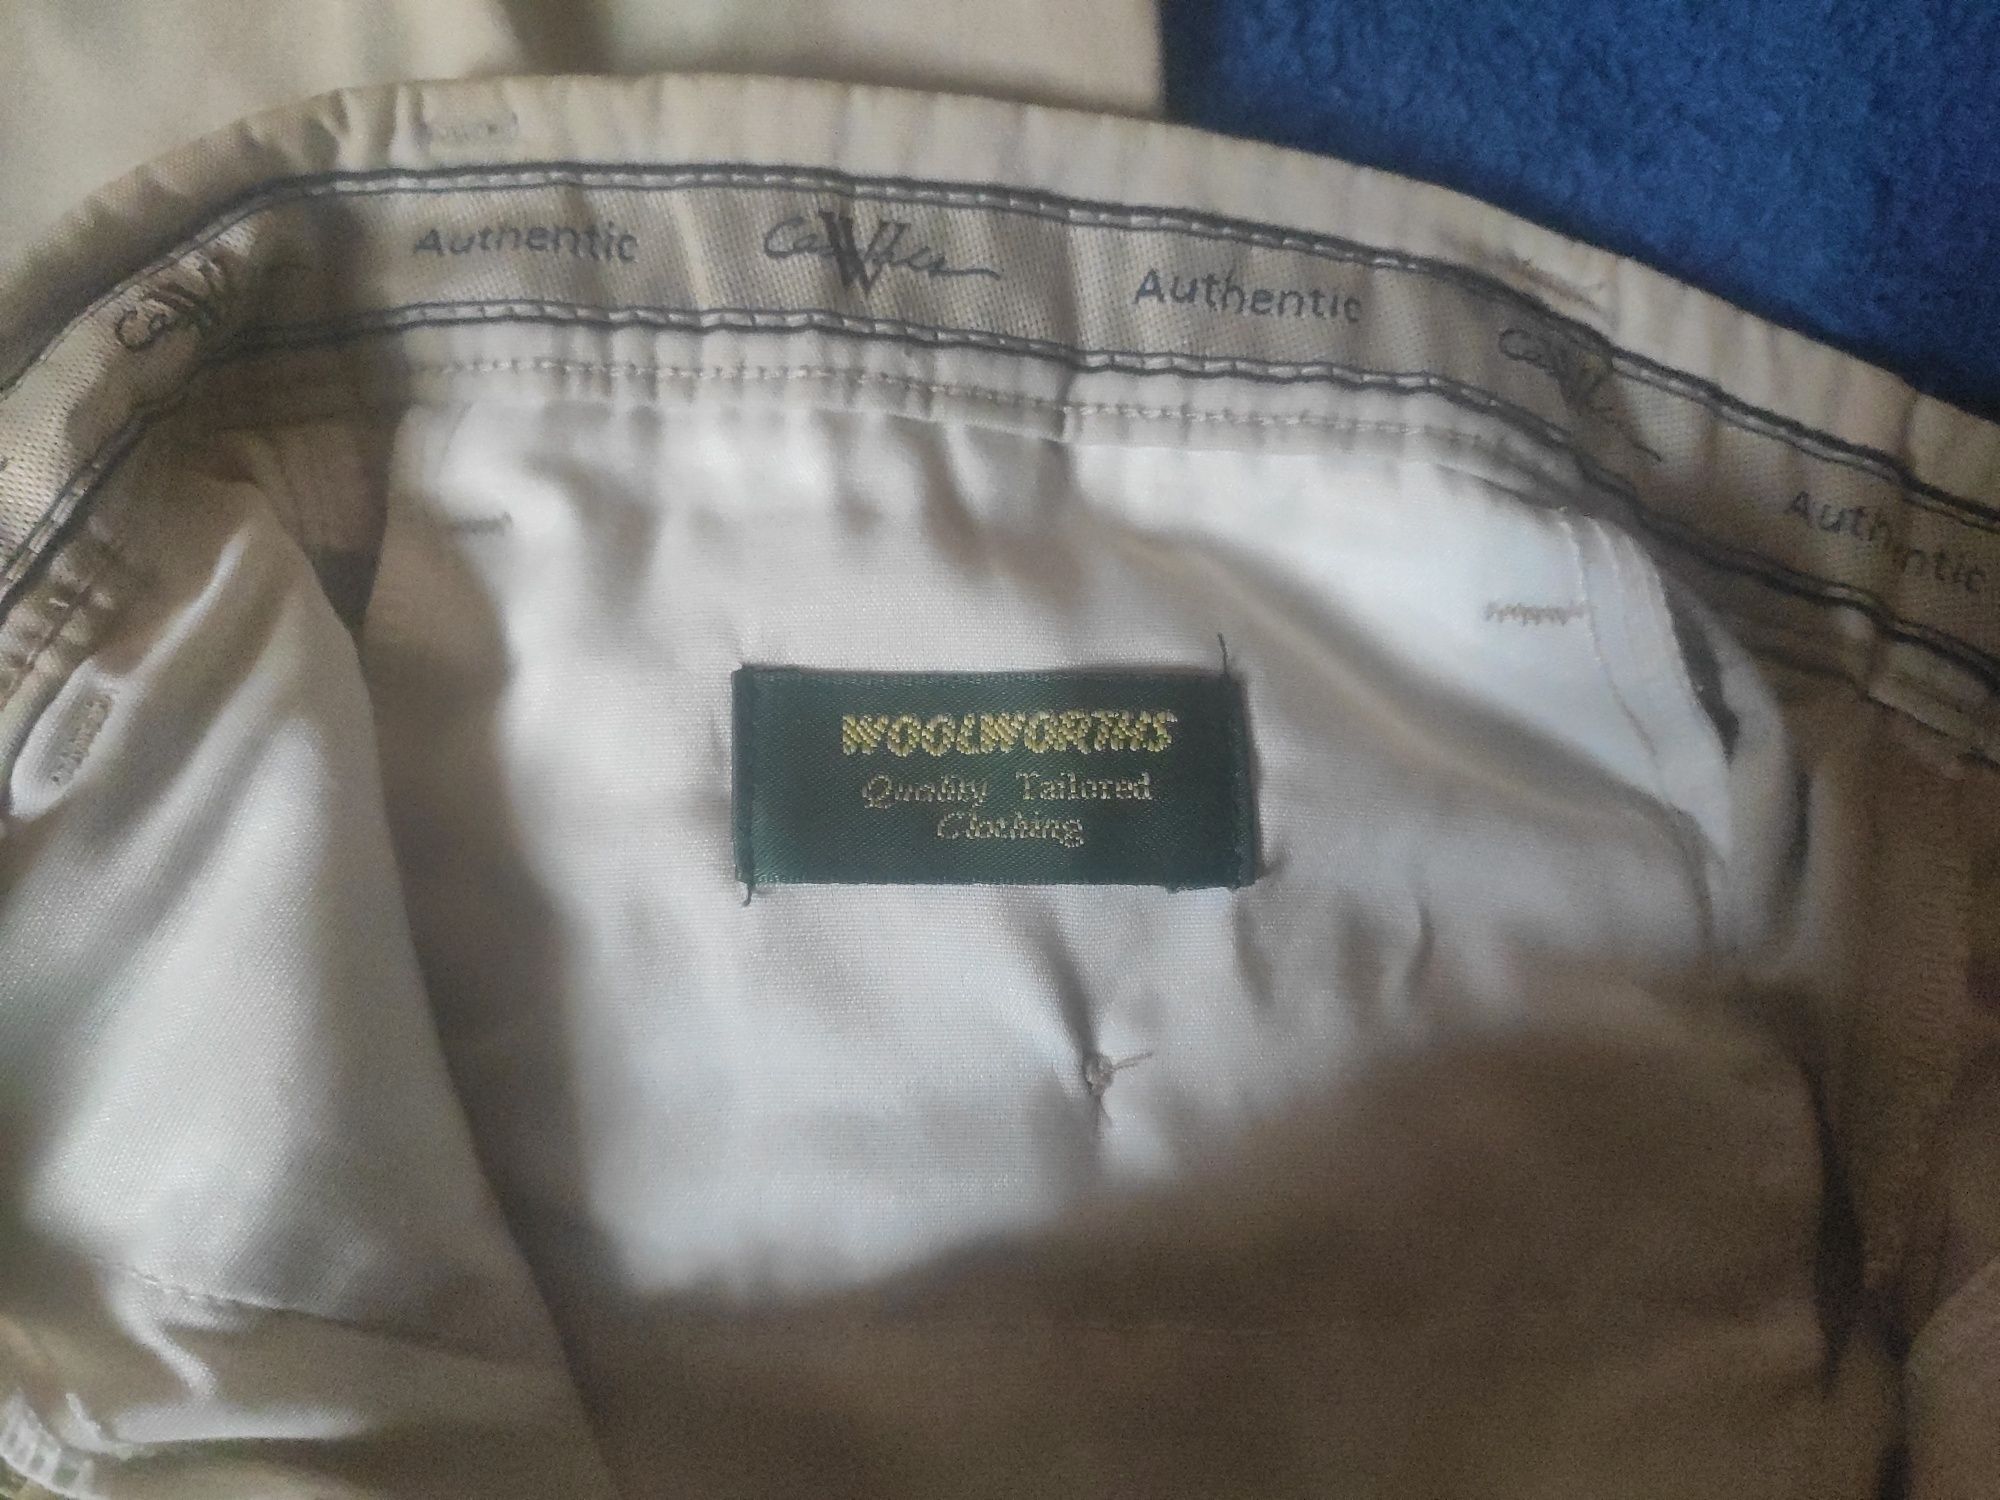 Authentic
W
Authentic
Authentic
WOOLWORTHS
Quality Tailored
Clothing